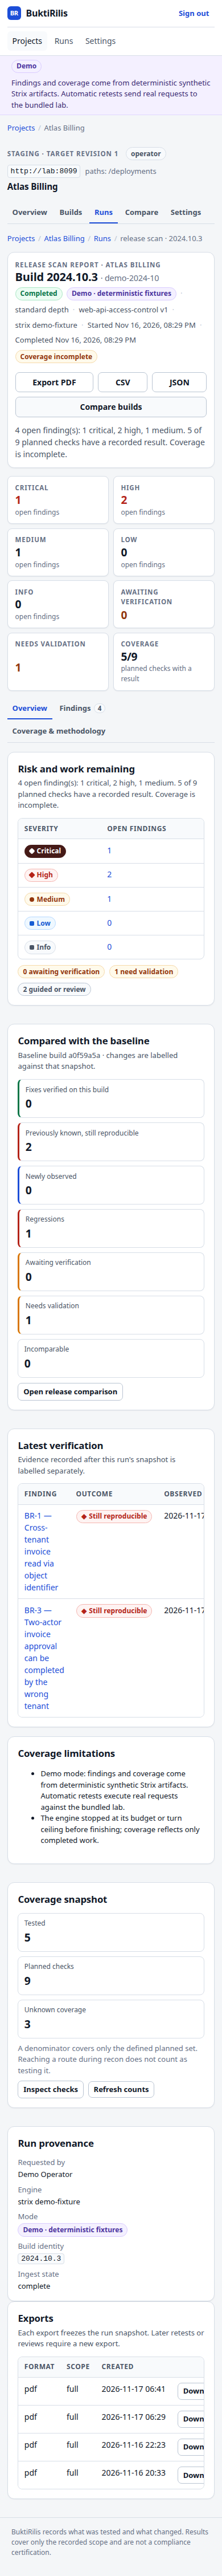 BR BuktiRilis Sign out
Projects Runs Settings
Demo
Findings and coverage come from deterministic synthetic
Strix artifacts. Automatic retests send real requests to
the bundled lab.
Projects / Atlas Billing
STAGING · TARGET REVISION 1 operator
http://lab:8099 paths: /deployments
Atlas Billing
Overview Builds Runs Compare Settings
Projects / Atlas Billing / Runs / release scan · 2024.10.3
RELEASE SCAN REPORT · ATLAS BILLING
Build 2024.10.3 · demo-2024-10
Completed Demo · deterministic fixtures ·
standard depth · web-api-access-control v1 ·
strix demo-fixture · Started Nov 16, 2026, 08:29 PM ·
Completed Nov 16, 2026, 08:29 PM
Coverage incomplete
Export PDF CSV JSON
Compare builds
4 open finding(s): 1 critical, 2 high, 1 medium. 5 of
9 planned checks have a recorded result. Coverage
is incomplete.
CRITICAL
1
open findings
HIGH
2
open findings
MEDIUM
1
open findings
LOW
0
open findings
INFO
0
open findings
AWAITING
VERIFICATION
0
NEEDS VALIDATION
1
COVERAGE
5/9
planned checks with a
result
Overview Findings 4
Coverage & methodology
Risk and work remaining
4 open finding(s): 1 critical, 2 high, 1 medium. 5 of 9
planned checks have a recorded result. Coverage is
incomplete.
SEVERITY OPEN FINDINGS
Critical 1
High 2
Medium 1
Low 0
Info 0
0 awaiting verification 1 need validation
2 guided or review
Compared with the baseline
Baseline build a0f59a5a · changes are labelled
against that snapshot.
Fixes verified on this build
0
Previously known, still reproducible
2
Newly observed
0
Regressions
1
Awaiting verification
0
Needs validation
1
Incomparable
0
Open release comparison
Latest verification
Evidence recorded after this run's snapshot is
labelled separately.
FINDING OUTCOME OBSERVED
BR-1 — Still reproducible 2026-11-17
Cross-
tenant
invoice
read via
object
identifier
BR-3 — Still reproducible 2026-11-17
Two-actor
invoice
approval
can be
completed
by the
wrong
tenant
Coverage limitations
Demo mode: findings and coverage come
from deterministic synthetic Strix artifacts.
Automatic retests execute real requests
against the bundled lab.
The engine stopped at its budget or turn
ceiling before finishing; coverage reflects only
completed work.
Coverage snapshot
Tested
5
Planned checks
9
Unknown coverage
3
A denominator covers only the defined planned set.
Reaching a route during recon does not count as
testing it.
Inspect checks Refresh counts
Run provenance
Requested by
Demo Operator
Engine
strix demo-fixture
Mode
Demo · deterministic fixtures
Build identity
2024.10.3
Ingest state
complete
Exports
Each export freezes the run snapshot. Later retests or
reviews require a new export.
FORMAT SCOPE CREATED
pdf full 2026-11-17 06:41 Down
pdf full 2026-11-17 06:29 Down
pdf full 2026-11-16 22:23 Down
pdf full 2026-11-16 20:33 Down
BuktiRilis records what was tested and what changed. Results
cover only the recorded scope and are not a compliance
certification.